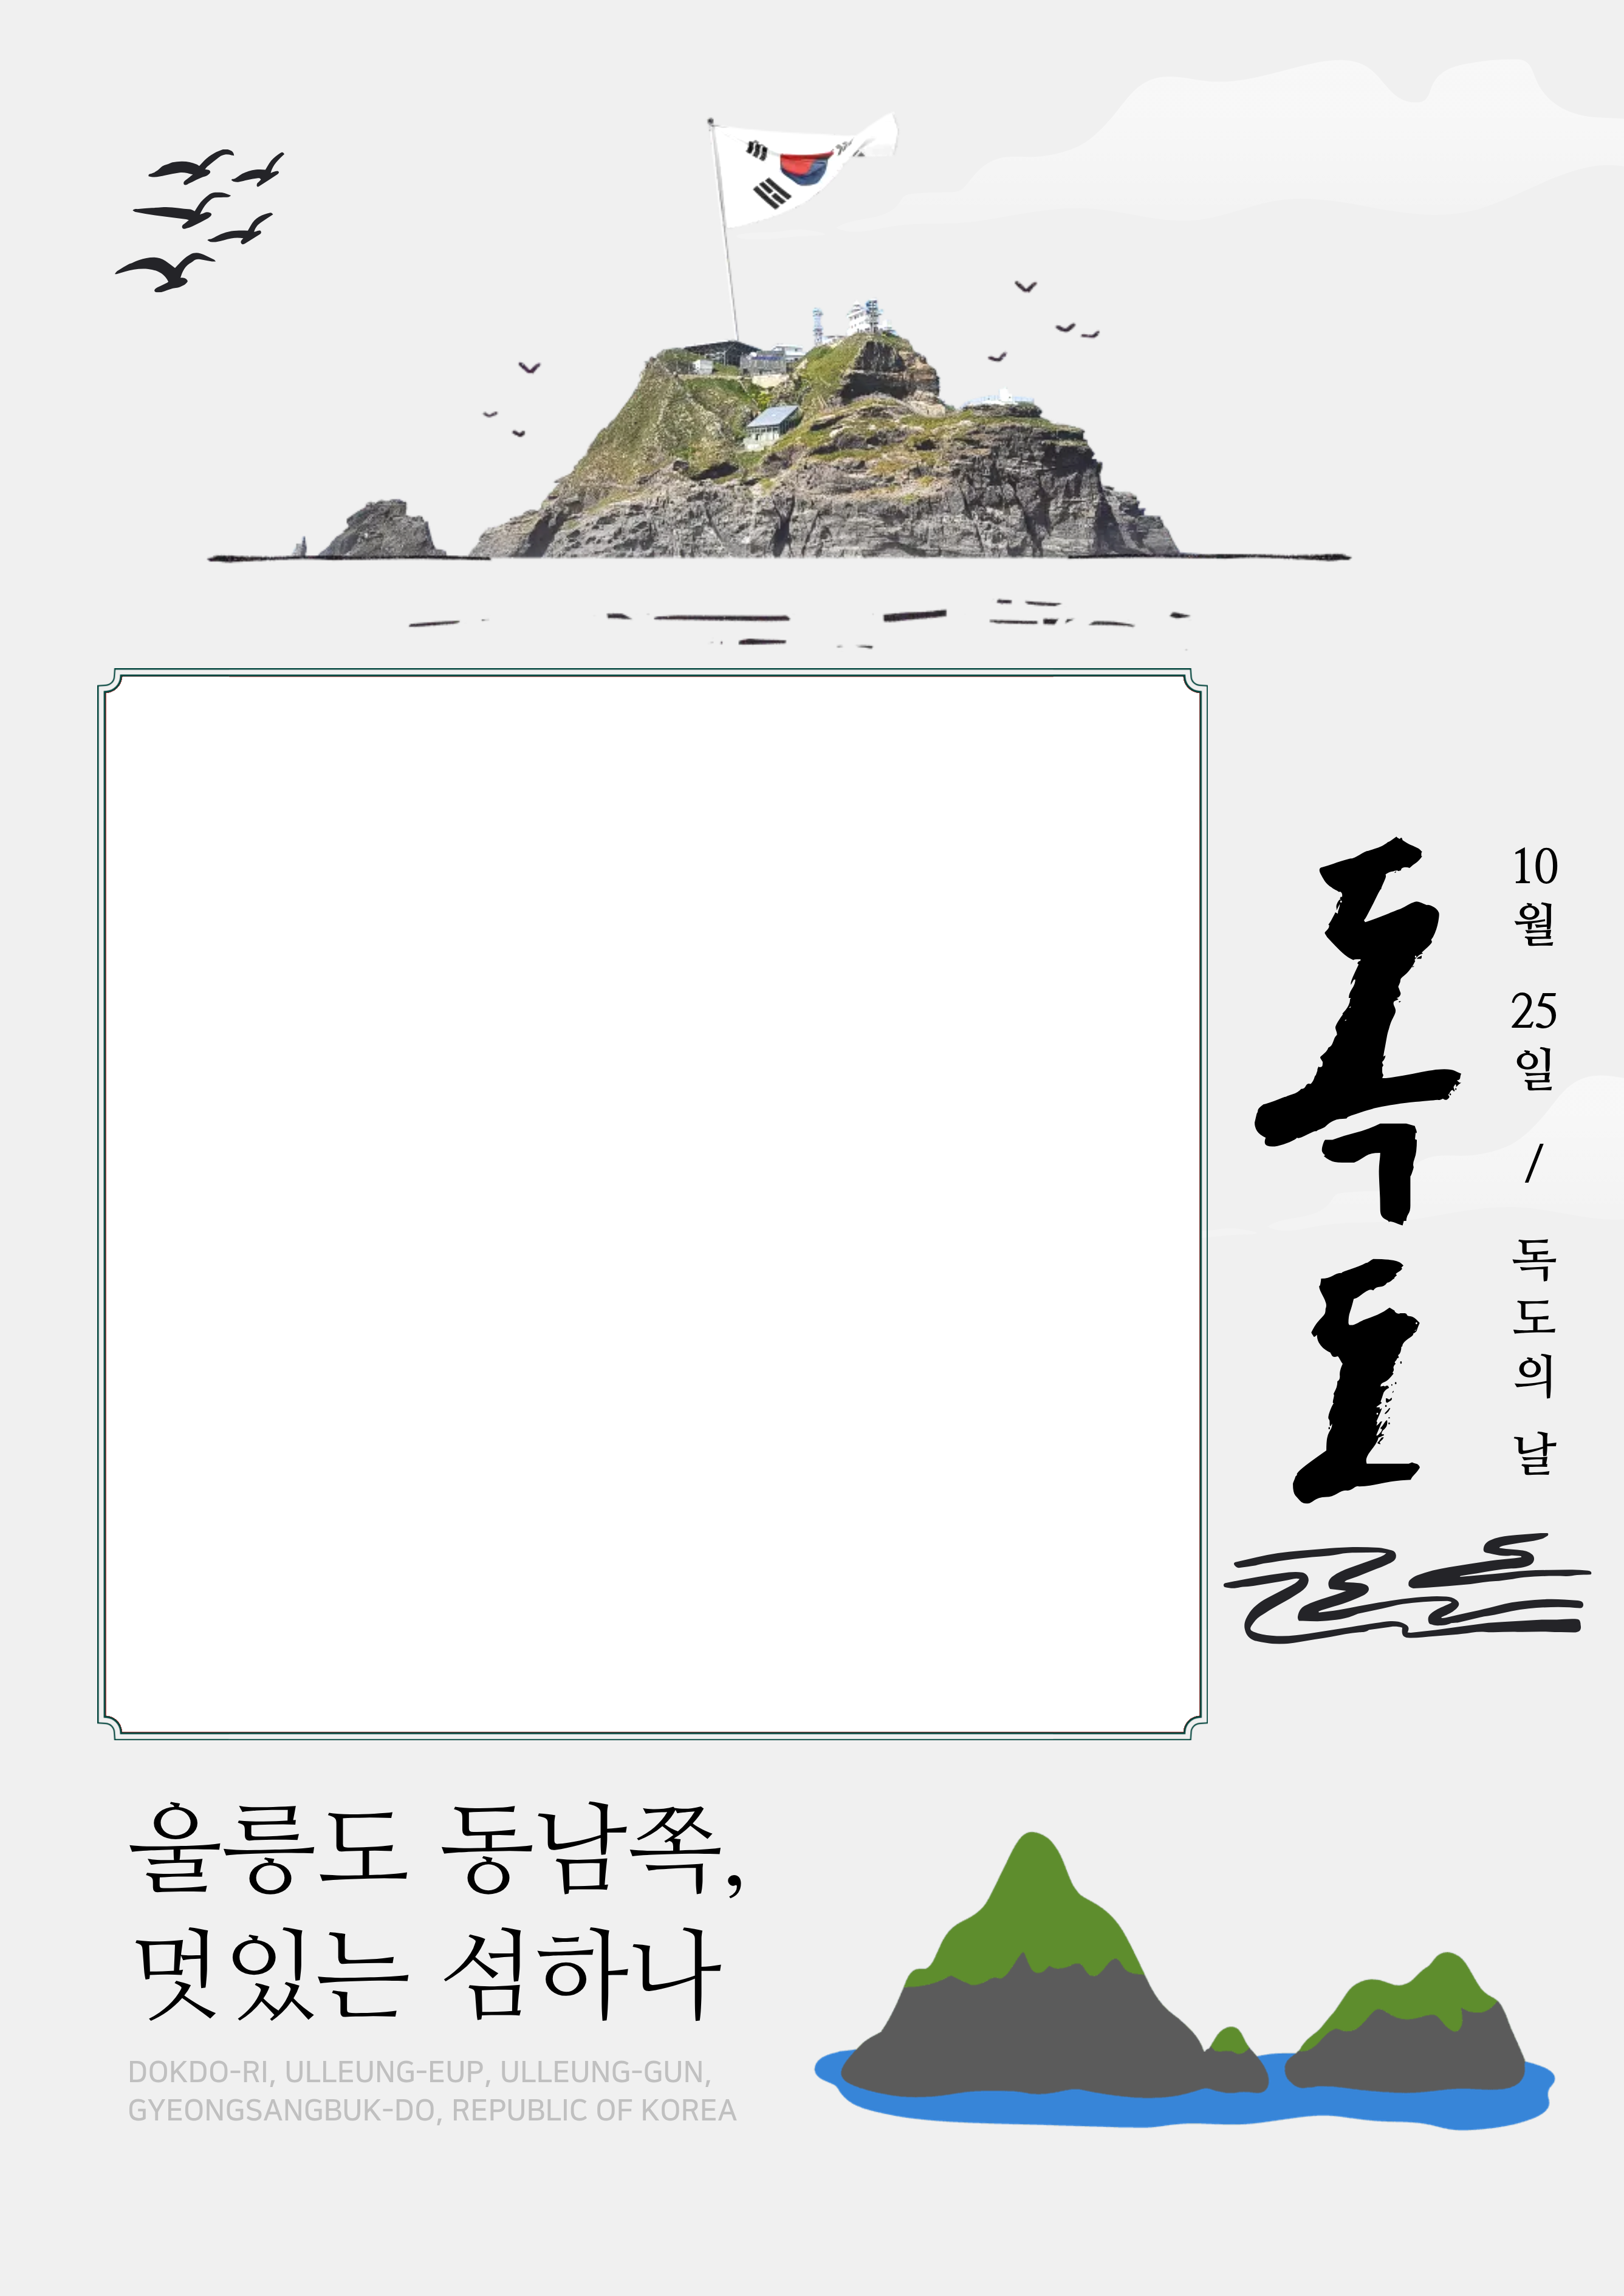 독도
10월 25일 / 독도의 날
울릉도 동남쪽,
멋있는 섬하나
DOKDO-RI, ULLEUNG-EUP, ULLEUNG-GUN,
GYEONGSANGBUK-DO, REPUBLIC OF KOREA